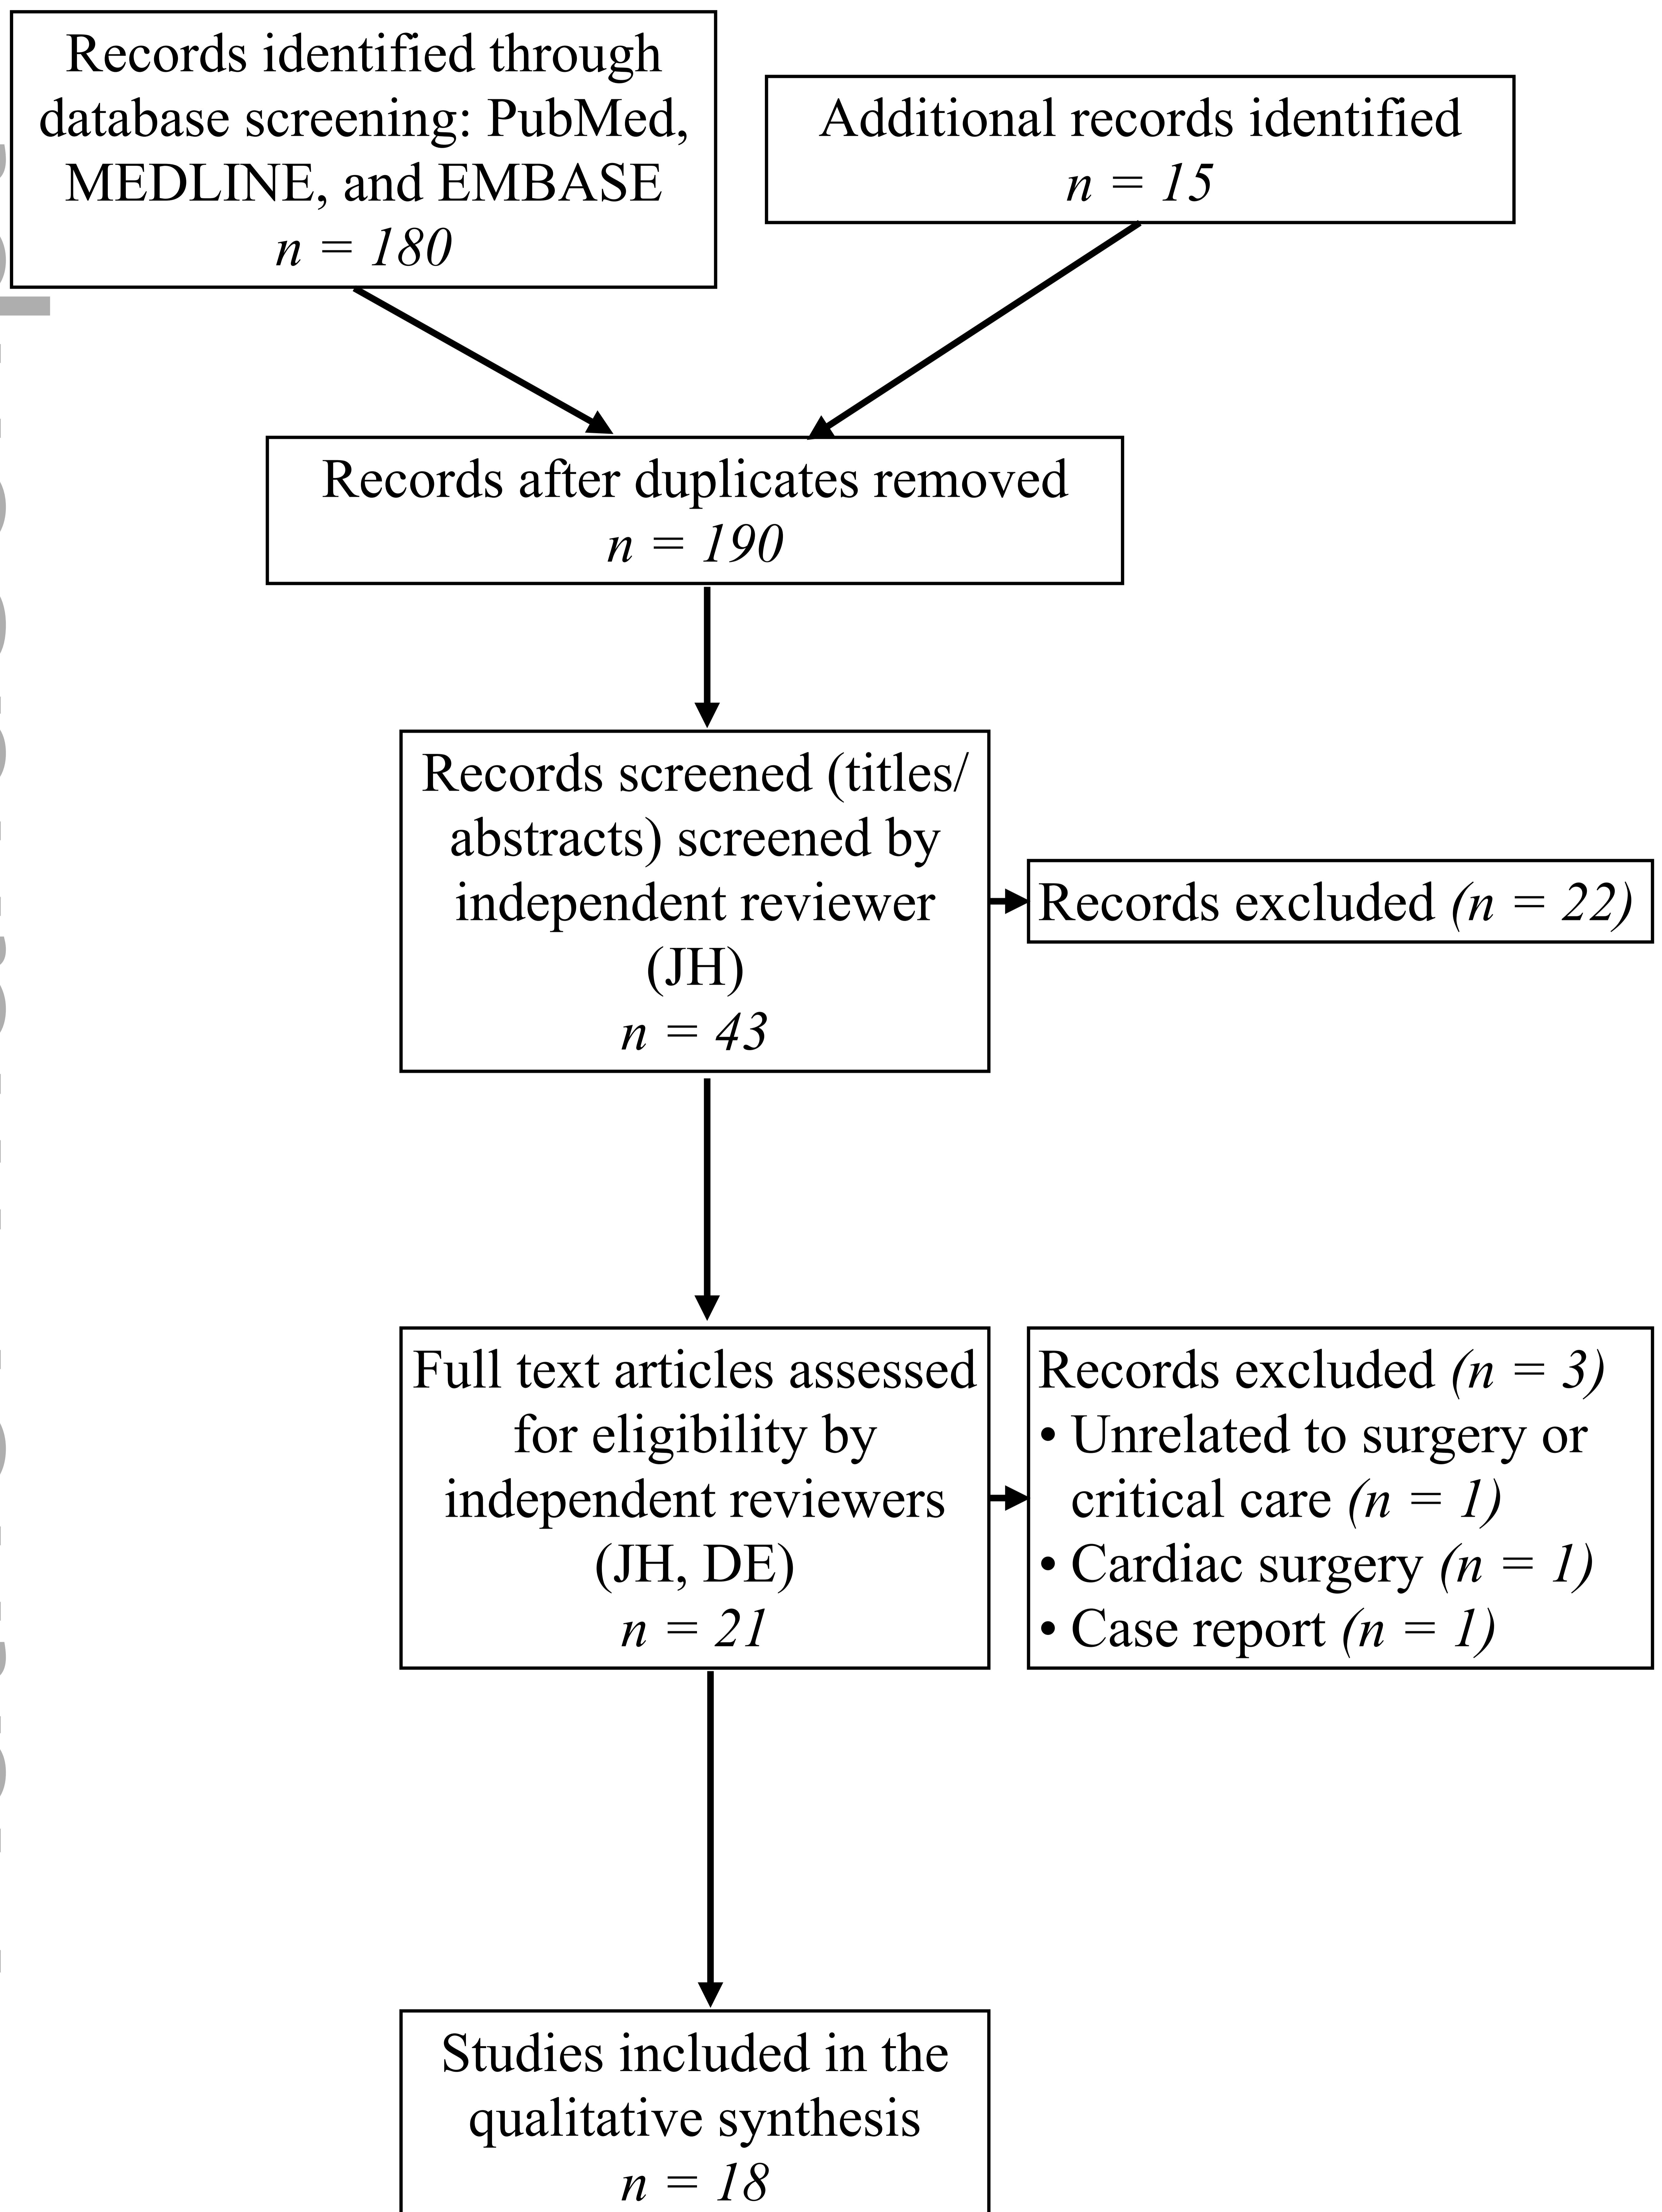 Records identified through
database screening: PubMed,
MEDLINE, and EMBASE
n = 180
Additional records identified
n = 15
Records after duplicates removed
n = 190
Records screened (titles/
abstracts) screened by
independent reviewer
(JH)
n = 43
Records excluded (n = 22)
Full text articles assessed
for eligibility by
independent reviewers
(JH, DE)
n = 21
Records excluded (n = 3)
• Unrelated to surgery or
critical care (n = 1)
• Cardiac surgery (n = 1)
• Case report (n = 1)
Studies included in the
qualitative synthesis
n = 18